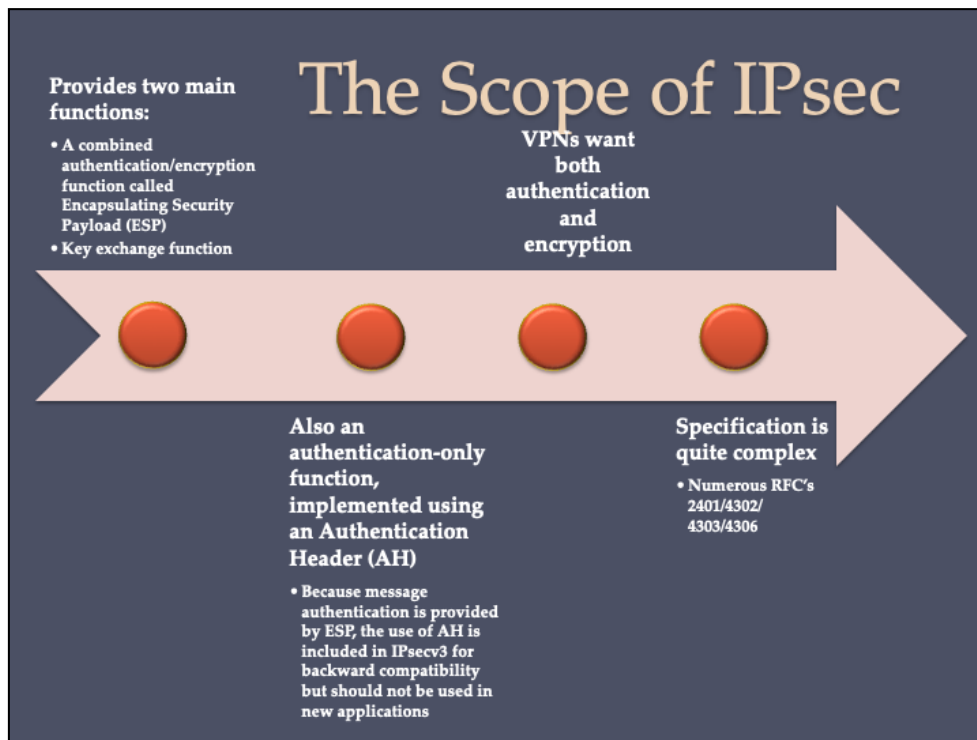 The Scope of IPsec
Provides two main
functions:
• A combined
authentication/encryption
function called
Encapsulating Security
Payload (ESP)
• Key exchange function
Also an
authentication-only
function,
implemented using
an Authentication
Header (AH)
• Because message
authentication is provided
by ESP, the use of AH is
included in IPsecv3 for
backward compatibility
but should not be used in
new applications
VPNs want
both
authentication
and
encryption
Specification is
quite complex
• Numerous RFC's
2401/4302/
4303/4306